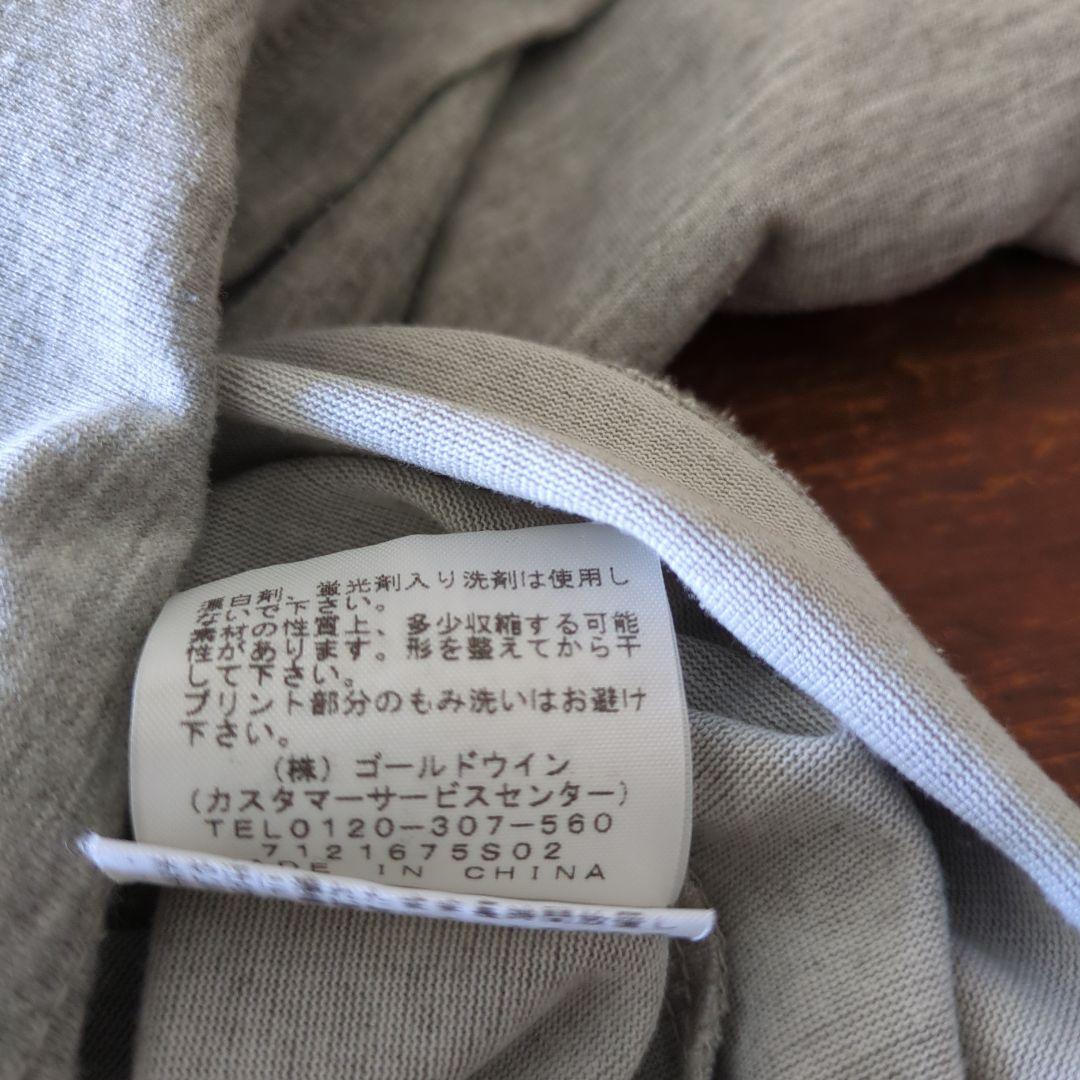 漂白剤、蛍光剤入り洗剤は使用し
ないで下さい。
素材の性質上、多少収縮する可能
性があります。形を整えてから干
して下さい。
プリント部分のもみ洗いはお避け
下さい。
(株)ゴールドウイン
(カスタマーサービスセンター)
TEL0120-307-560
7121675S02
MADE IN CHINA